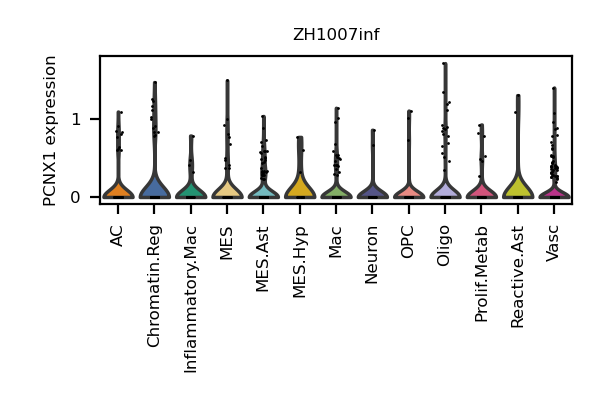 ZH1007inf
PCNX1 expression
1
0
AC
Chromatin.Reg
Inflammatory.Mac
MES
MES.Ast
MES.Hyp
Mac
Neuron
OPC
Oligo
Prolif.Metab
Reactive.Ast
Vasc